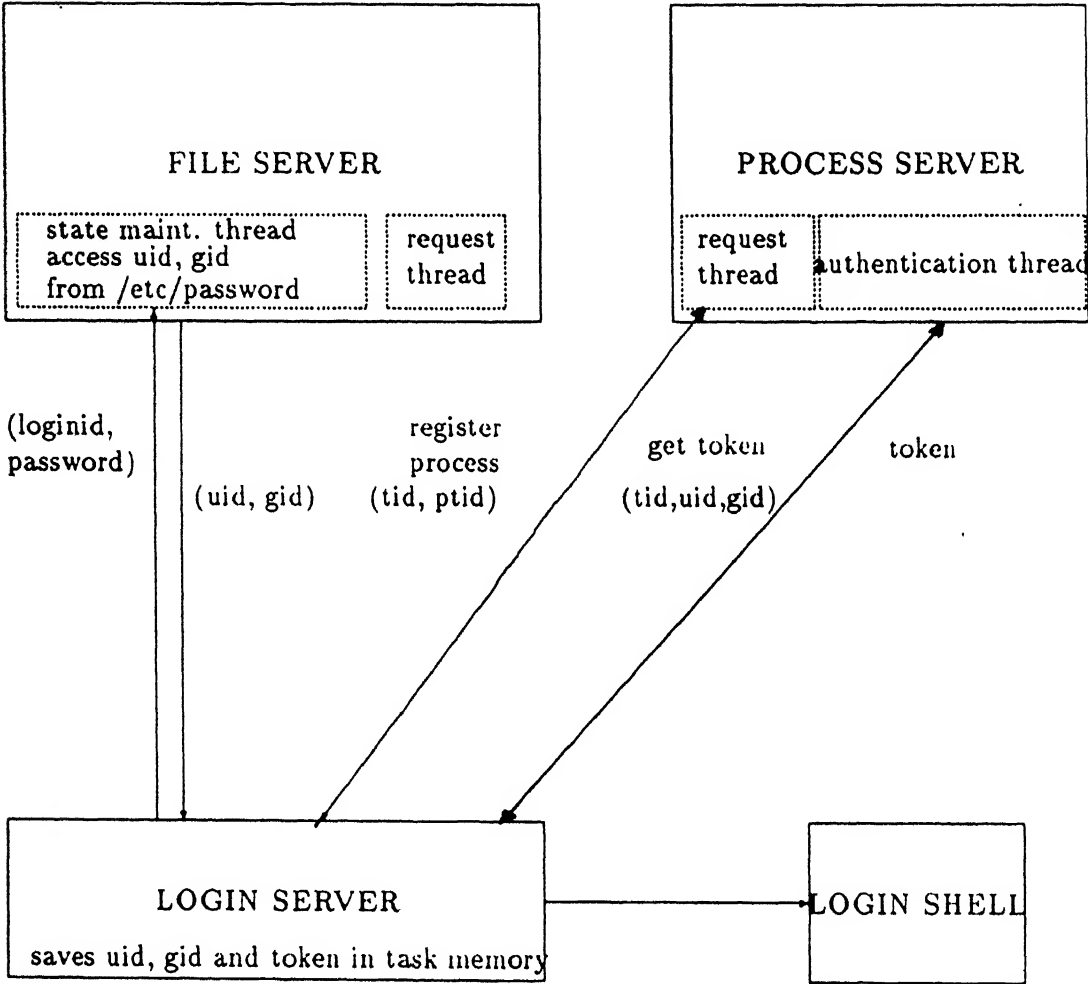 FILE SERVER
state maint. thread
access uid, gid
from /etc/password
request
thread
PROCESS SERVER
request
thread
authentication thread
(loginid,
password)
(uid, gid)
register
process
(tid, ptid)
get token
(tid,uid,gid)
token
LOGIN SERVER
saves uid, gid and token in task memory
LOGIN SHELL